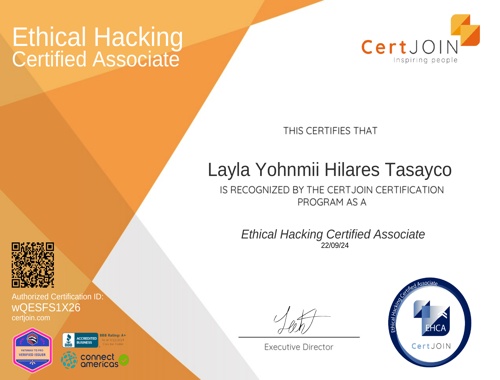 Ethical Hacking
Certified Associate
CertJOIN
inspiring people
THIS CERTIFIES THAT
Layla Yohnmii Hilares Tasayco
IS RECOGNIZED BY THE CERTJOIN CERTIFICATION
PROGRAM AS A
Ethical Hacking Certified Associate
22/09/24
Authorized Certification ID:
wQESFS1X26
certjoin.com
ACCREDITED
BUSINESS
BBB Rating: A+
connect
americas
Executive Director
Ethical Hacking Certified Associate
EHCA
CertJOIN